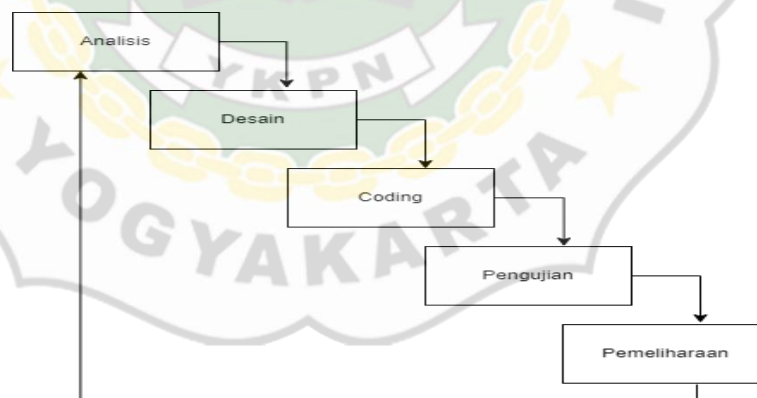 Analisis
YKPN
Desain
Coding
YOGYAKARTA
Pengujian
Pemeliharaan